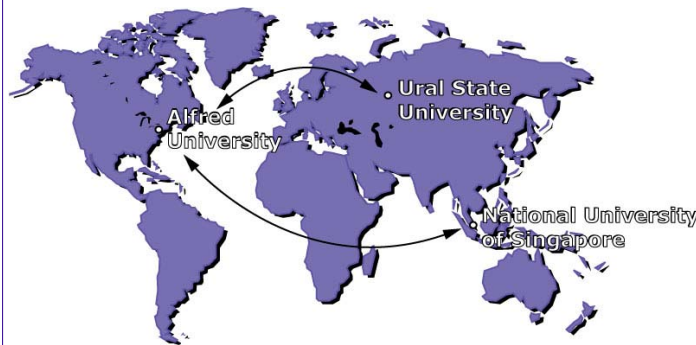 Alfred
University
Ural State
University
National University
of Singapore